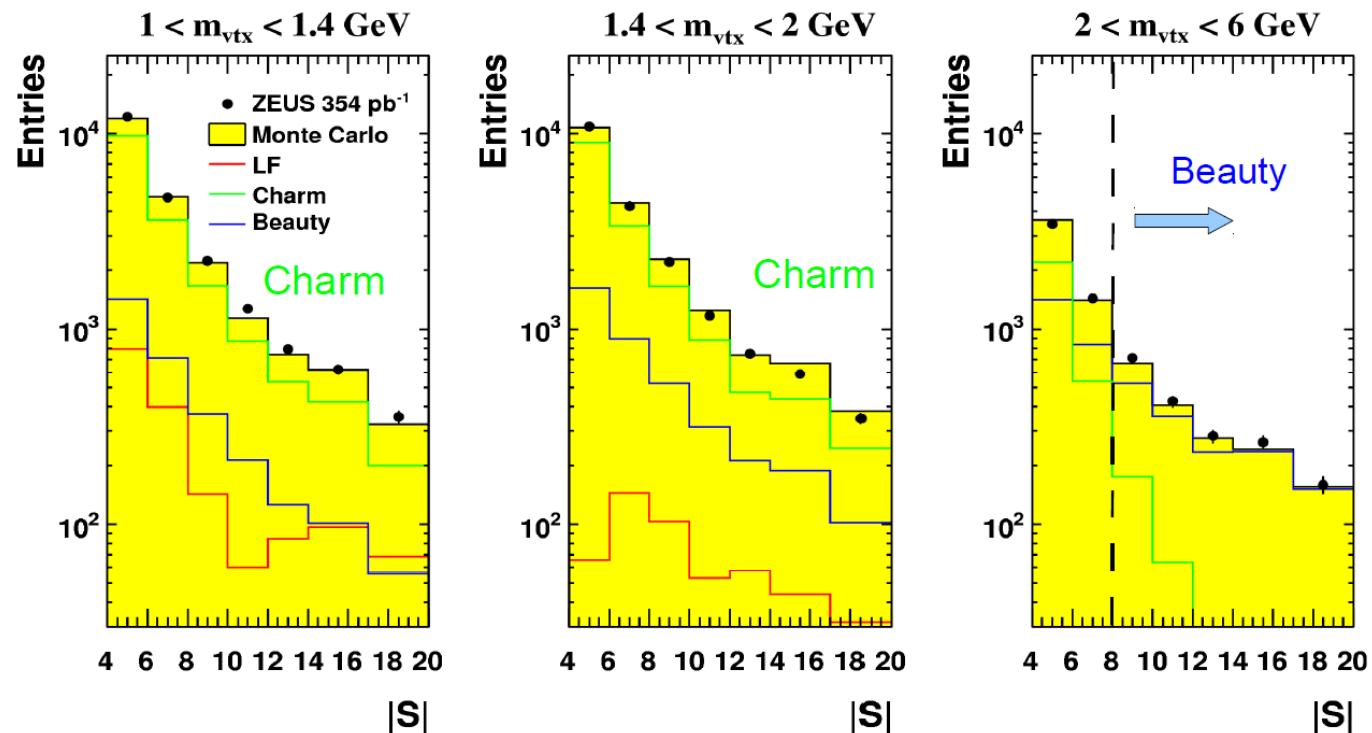 1 < m_vtx < 1.4 GeV
Entries
10^4
10^3
10^2
ZEUS 354 pb^-1
Monte Carlo
LF
Charm
Beauty
Charm
4 6 8 10 12 14 16 18 20
|S|
1.4 < m_vtx < 2 GeV
Entries
10^4
10^3
10^2
Charm
4 6 8 10 12 14 16 18 20
|S|
2 < m_vtx < 6 GeV
Entries
10^4
10^3
10^2
Beauty
4 6 8 10 12 14 16 18 20
|S|